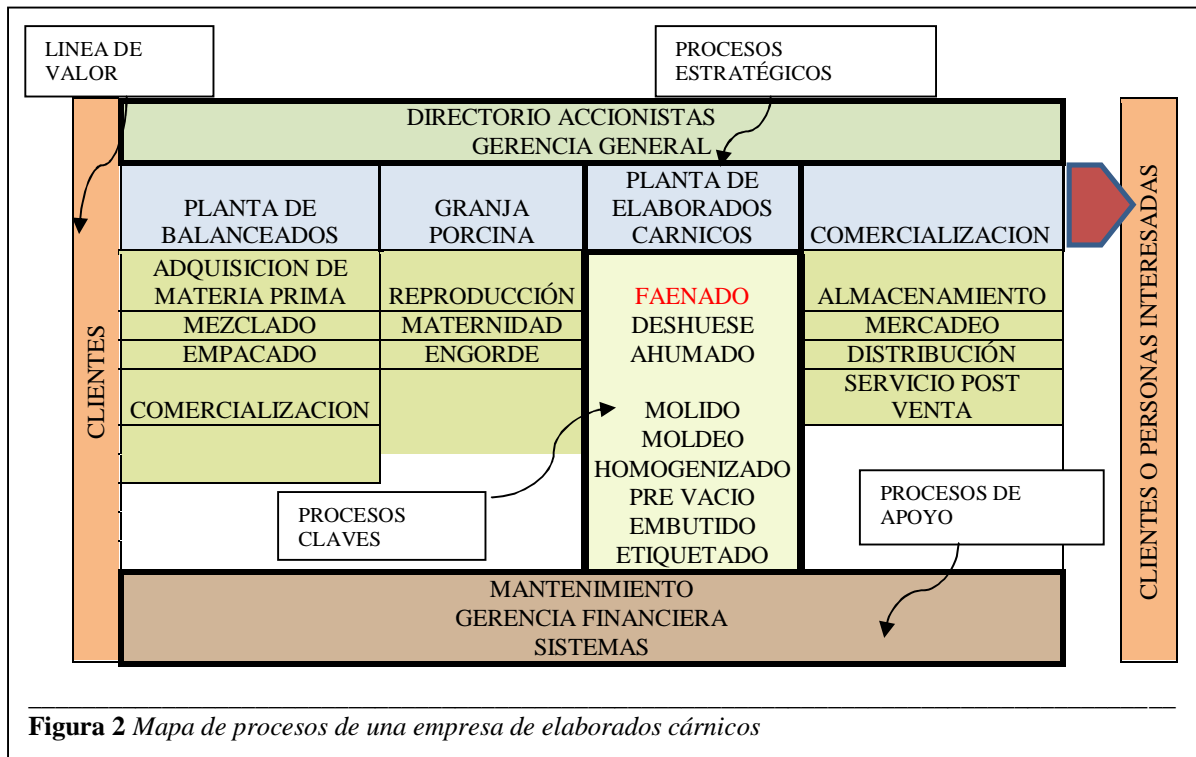 LINEA DE
VALOR
PROCESOS
ESTRATÉGICOS
CLIENTES
DIRECTORIO ACCIONISTAS
GERENCIA GENERAL
PLANTA DE
BALANCEADOS
ADQUISICION DE
MATERIA PRIMA
MEZCLADO
EMPACADO
COMERCIALIZACION
GRANJA
PORCINA
REPRODUCCIÓN
MATERNIDAD
ENGORDE
PLANTA DE
ELABORADOS
CARNICOS
FAENADO
DESHUESE
AHUMADO
MOLIDO
MOLDEO
HOMOGENIZADO
PRE VACIO
EMBUTIDO
ETIQUETADO
COMERCIALIZACION
ALMACENAMIENTO
MERCADEO
DISTRIBUCIÓN
SERVICIO POST
VENTA
PROCESOS
CLAVES
PROCESOS DE
APOYO
MANTENIMIENTO
GERENCIA FINANCIERA
SISTEMAS
CLIENTES O PERSONAS INTERESADAS
Figura 2 Mapa de procesos de una empresa de elaborados cárnicos